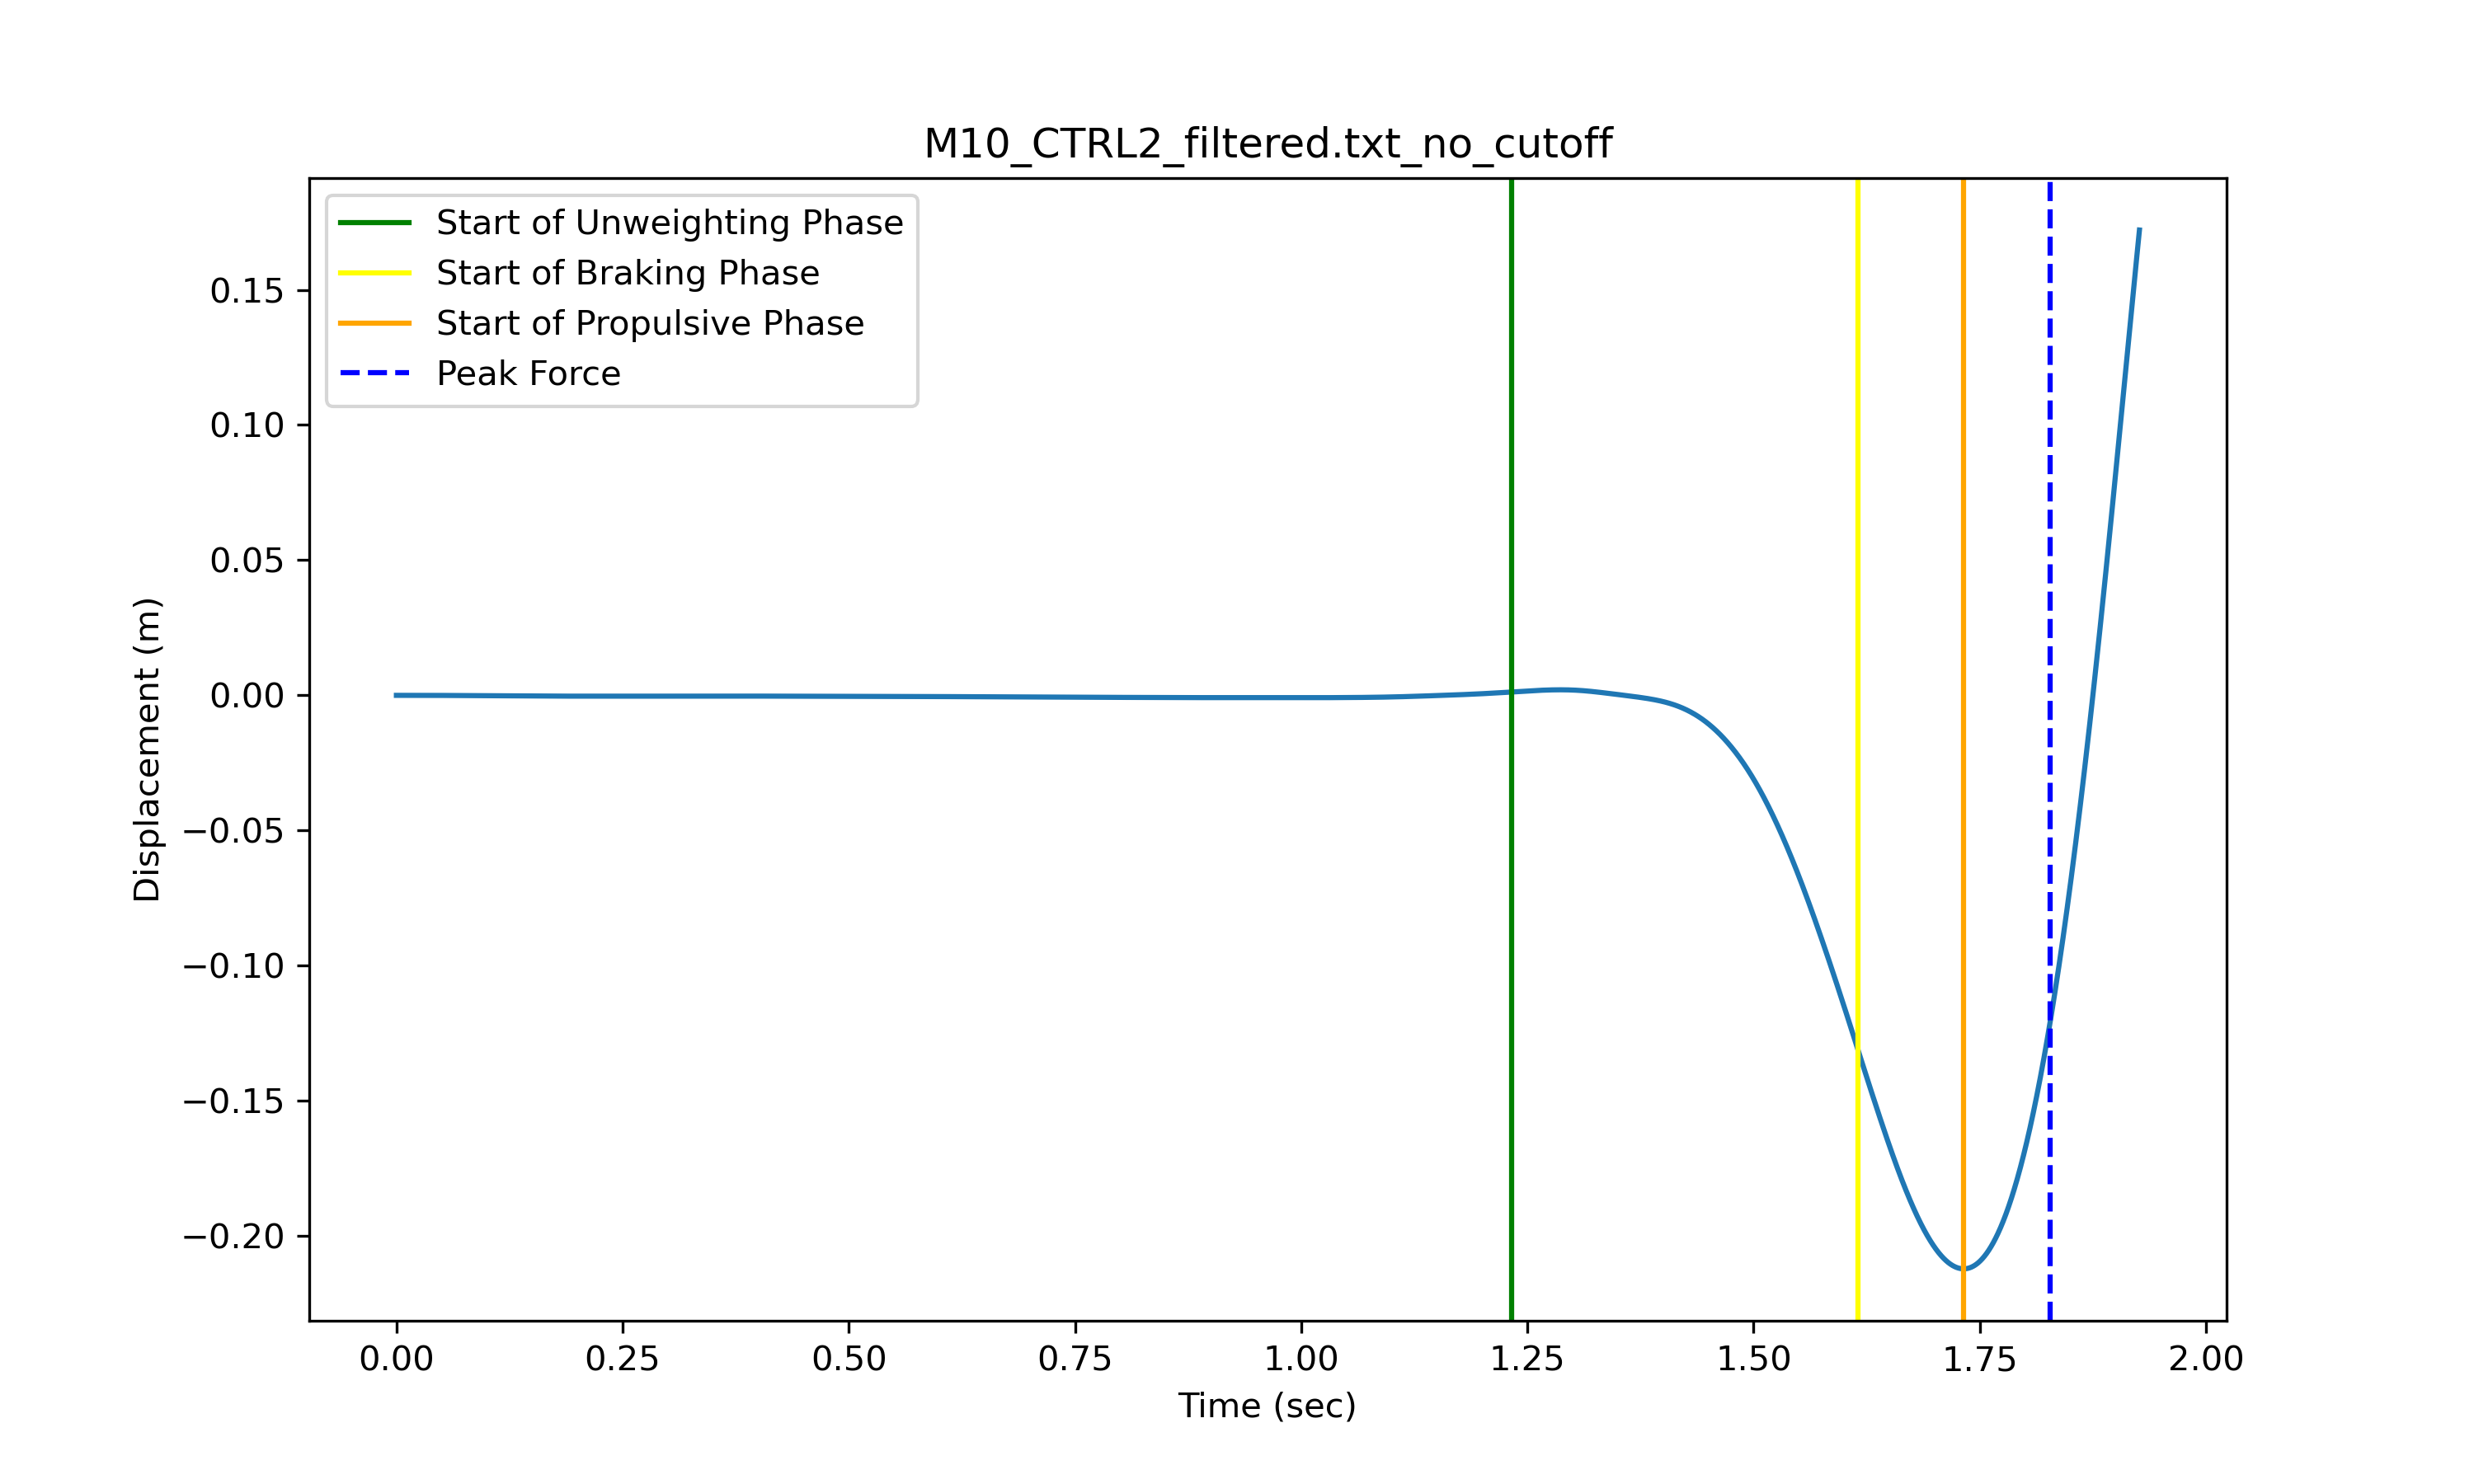 M10_CTRL2_filtered.txt_no_cutoff
Start of Unweighting Phase
Start of Braking Phase
Start of Propulsive Phase
Peak Force
0.15
0.10
0.05
0.00
−0.05
−0.10
−0.15
−0.20
Displacement (m)
0.00 0.25 0.50 0.75 1.00 1.25 1.50 1.75 2.00
Time (sec)